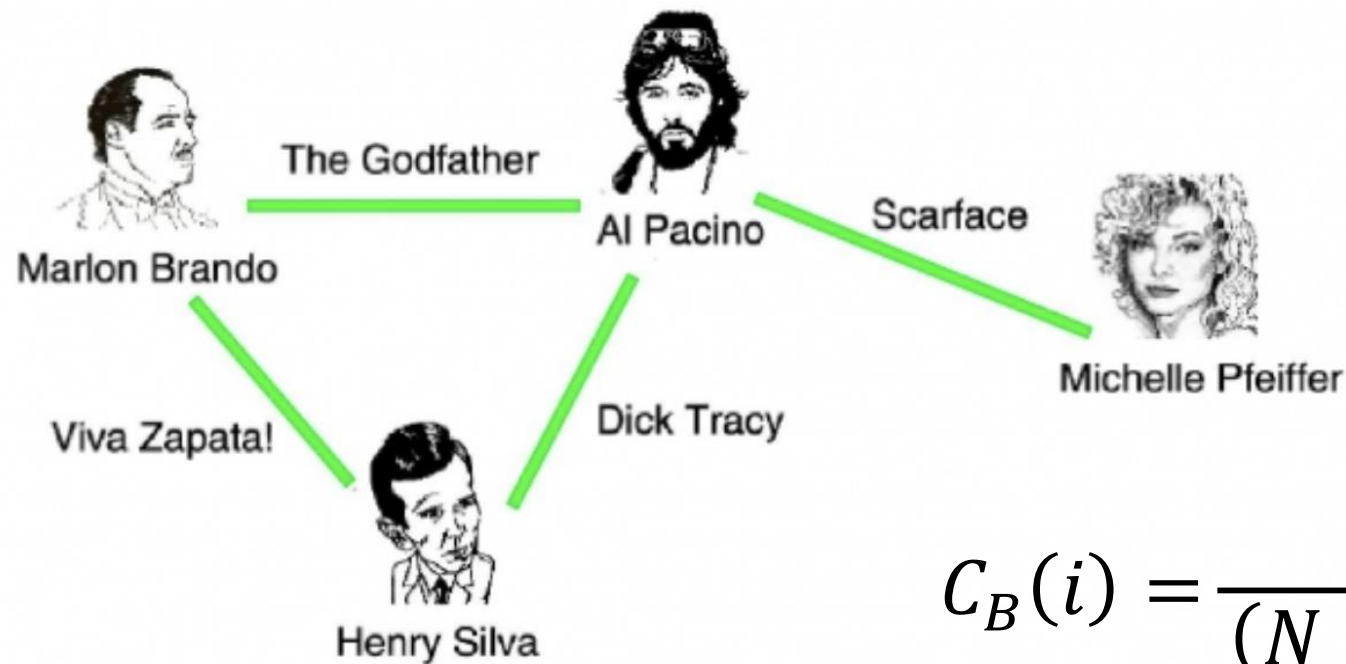 The Godfather
Al Pacino
Scarface
Marlon Brando
Michelle Pfeiffer
Viva Zapata!
Dick Tracy
Henry Silva
C_B(i) =
(N